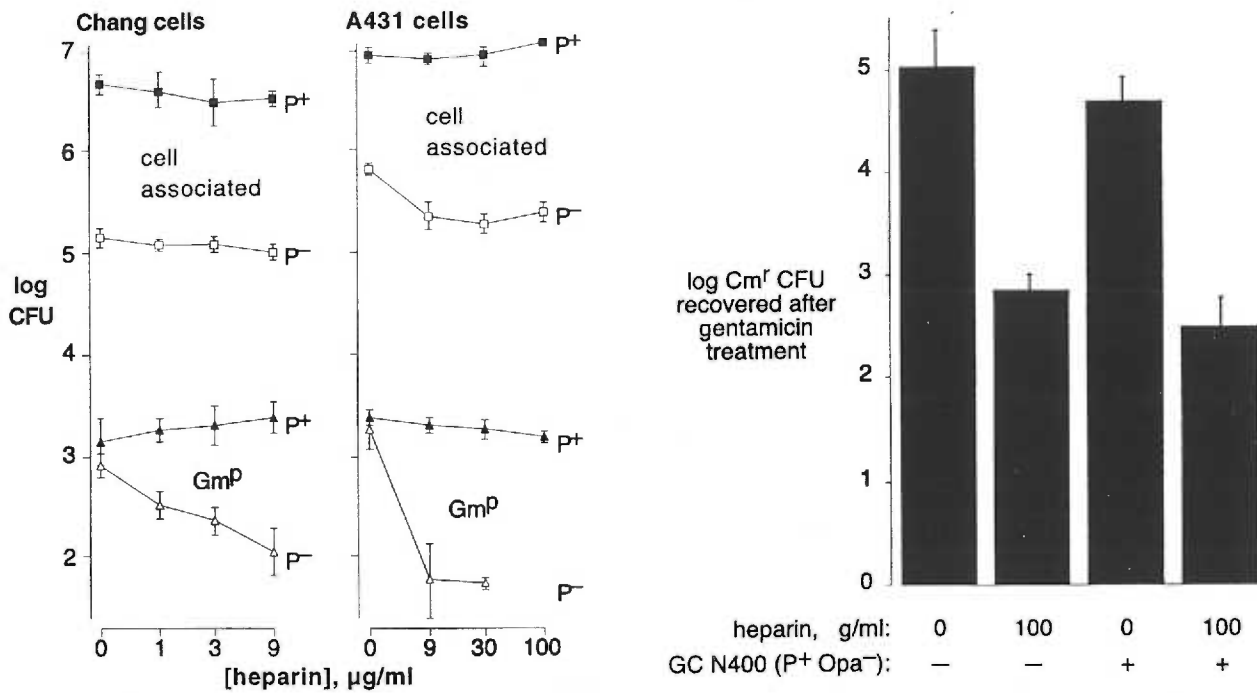 Chang cells
A431 cells
7
6
5
4
3
2
log
CFU
P+
cell
associated
P−
P+
Gmp
P−
P+
cell
associated
P−
P+
Gmp
P−
0 1 3 9
0 9 30 100
[heparin], µg/ml
5
4
3
2
1
0
log Cmr CFU
recovered after
gentamicin
treatment
heparin, g/ml: 0 100 0 100
GC N400 (P+ Opa−): − − + +